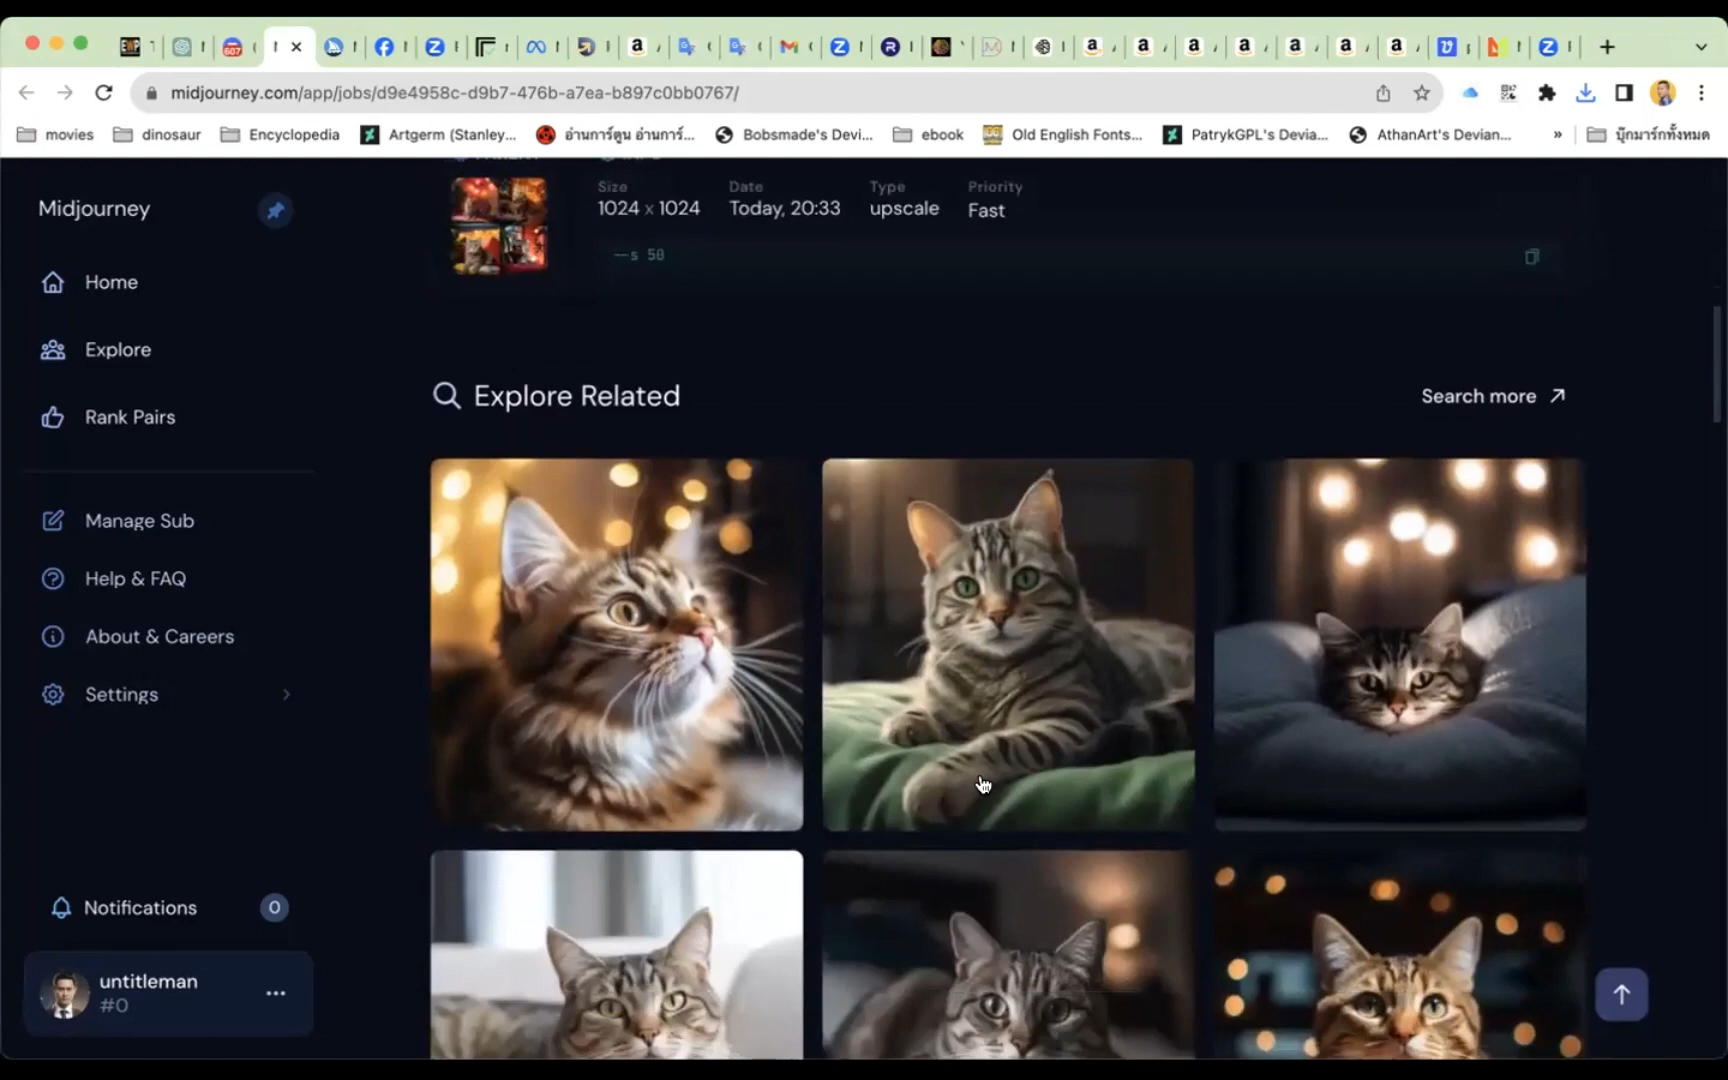 midjourney.com/app/jobs/d9e4958c-d9b7-476b-a7ea-b897c0bb0767/
movies
dinosaur
Encyclopedia
Artgerm (Stanley...
อ่านการ์ตูน อ่านการ์...
Bobsmade's Devi...
ebook
Old English Fonts...
PatrykGPL's Devia...
AthanArt's Devian...
»
บุ๊กมาร์กทั้งหมด
Midjourney
Home
Explore
Rank Pairs
Manage Sub
Help & FAQ
About & Careers
Settings
Notifications 0
untitleman
#0
Size
1024 x 1024
Date
Today, 20:33
Type
upscale
Priority
Fast
--s 50
Explore Related
Search more